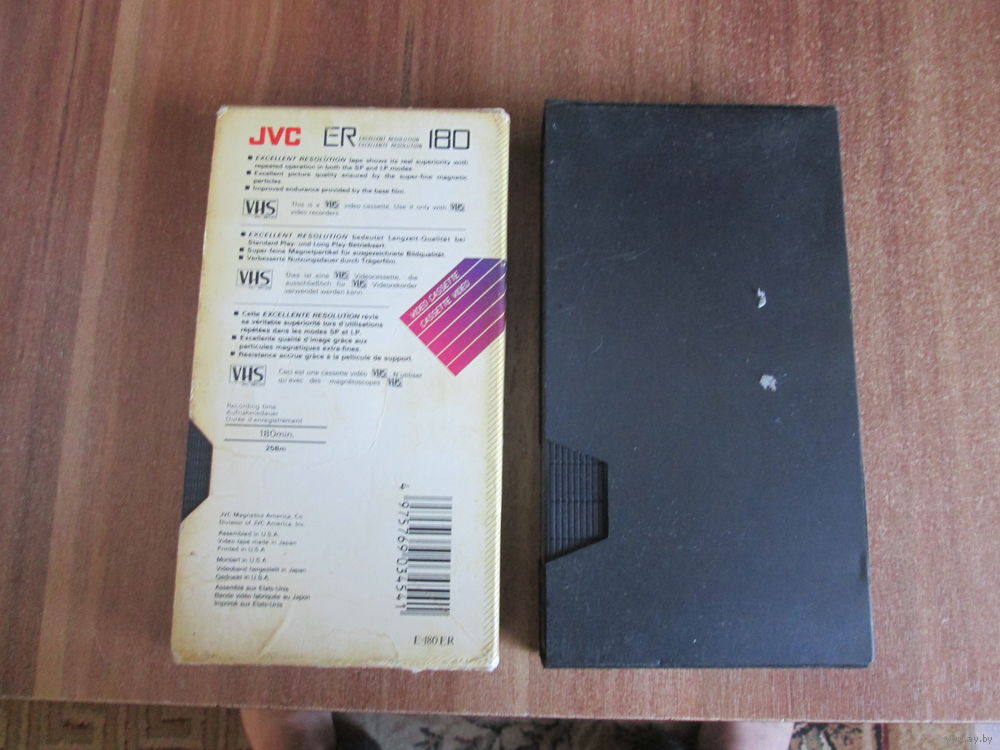 JVC ER EXCELLENT RESOLUTION 180
EXCELLENTE RESOLUTION
■ EXCELLENT RESOLUTION tape shows its real superiority with
repeated operation in both the SP and LP modes.
■ Excellent picture quality ensured by the super-fine magnetic
particles.
■ Improved endurance provided by the base film.
VHS This is a VHS video cassette. Use it only with VHS
video recorders.
■ EXCELLENT RESOLUTION bedeutet Langzeit-Qualität bei
Standard Play- und Long Play-Betriebsart.
■ Super-feine Magnetpartikel für ausgezeichnete Bildqualität.
■ Verbesserte Nutzungsdauer durch Trägerfilm.
VHS Dies ist eine VHS Videocassette, die
ausschließlich für VHS Videorekorder
verwendet werden kann.
VIDEO CASSETTE
CASSETTE VIDEO
■ Cette EXCELLENTE RESOLUTION révèle
sa véritable supériorité lors d'utilisations
répétées dans les modes SP et LP.
■ Excellente qualité d'image grâce aux
particules magnétiques extra-fines.
■ Résistance accrue grâce à la pellicule de support.
VHS Ceci est une cassette vidéo VHS. N'utiliser
qu'avec des magnétoscopes VHS.
Recording time
Aufnahmedauer
Durée d'enregistrement
180min.
258m
JVC Magnetics America, Co.
Division of JVC America, Inc.
Assembled in U.S.A.
Video tape made in Japan
Printed in U.S.A.
Montiert in U.S.A.
Videoband hergestellt in Japan
Gedruckt in U.S.A.
Assemblé aux Etats-Unis
Bande vidéo fabriquée au Japon
Imprimé aux Etats-Unis
4 975769 034541
E-180 ER
www.ay.by